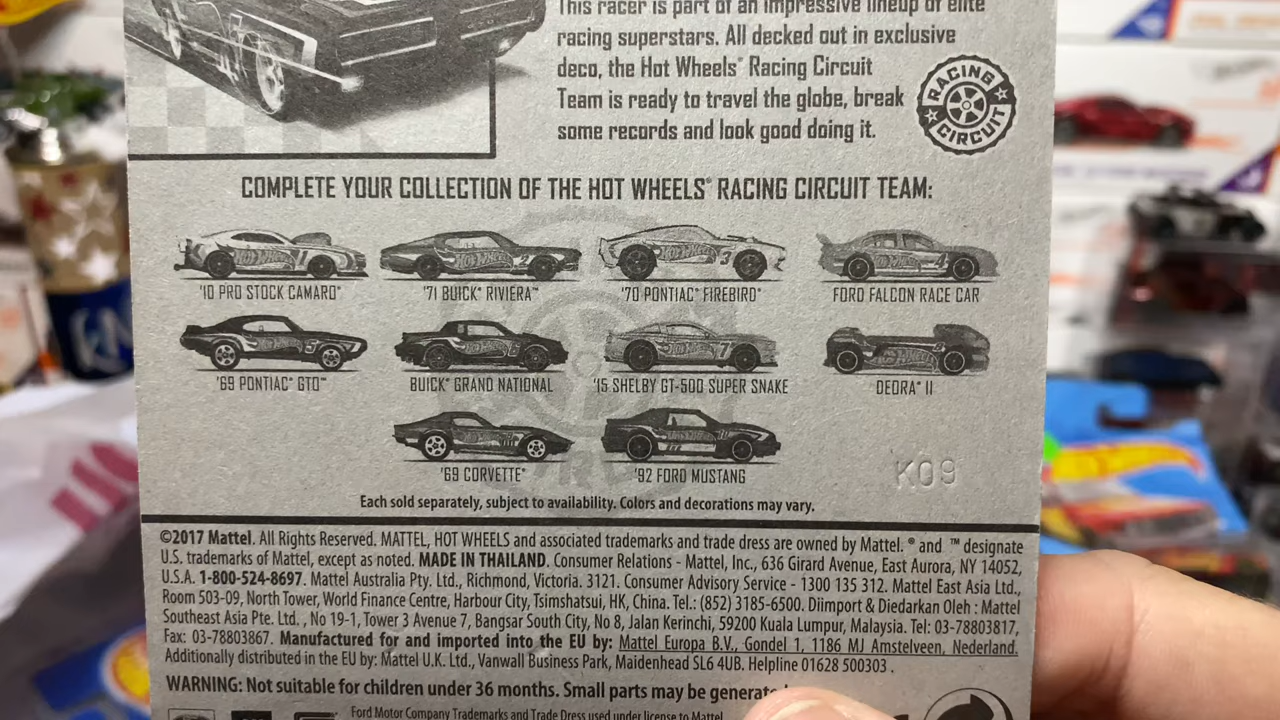 This racer is part of an impressive lineup of elite
racing superstars. All decked out in exclusive
deco, the Hot Wheels® Racing Circuit
Team is ready to travel the globe, break
some records and look good doing it.
RACING
CIRCUIT
COMPLETE YOUR COLLECTION OF THE HOT WHEELS® RACING CIRCUIT TEAM:
'10 PRO STOCK CAMARO®
'71 BUICK® RIVIERA™
'70 PONTIAC® FIREBIRD®
FORD FALCON RACE CAR
'69 PONTIAC® GTO™
BUICK® GRAND NATIONAL
'15 SHELBY GT-500 SUPER SNAKE
DEORA® II
'69 CORVETTE®
'92 FORD MUSTANG
K09
Each sold separately, subject to availability. Colors and decorations may vary.
©2017 Mattel. All Rights Reserved. MATTEL, HOT WHEELS and associated trademarks and trade dress are owned by Mattel. ® and ™ designate
U.S. trademarks of Mattel, except as noted. MADE IN THAILAND. Consumer Relations - Mattel, Inc., 636 Girard Avenue, East Aurora, NY 14052,
U.S.A. 1-800-524-8697. Mattel Australia Pty. Ltd., Richmond, Victoria. 3121. Consumer Advisory Service - 1300 135 312. Mattel East Asia Ltd.,
Room 503-09, North Tower, World Finance Centre, Harbour City, Tsimshatsui, HK, China. Tel.: (852) 3185-6500. Diimport & Diedarkan Oleh : Mattel
Southeast Asia Pte. Ltd. , No 19-1, Tower 3 Avenue 7, Bangsar South City, No 8, Jalan Kerinchi, 59200 Kuala Lumpur, Malaysia. Tel: 03-78803817,
Fax: 03-78803867. Manufactured for and imported into the EU by: Mattel Europa B.V., Gondel 1, 1186 MJ Amstelveen, Nederland.
Additionally distributed in the EU by: Mattel U.K. Ltd., Vanwall Business Park, Maidenhead SL6 4UB. Helpline 01628 500303 .
WARNING: Not suitable for children under 36 months. Small parts may be
Ford Motor Company Trademarks and Trade Dress used under license to Mattel